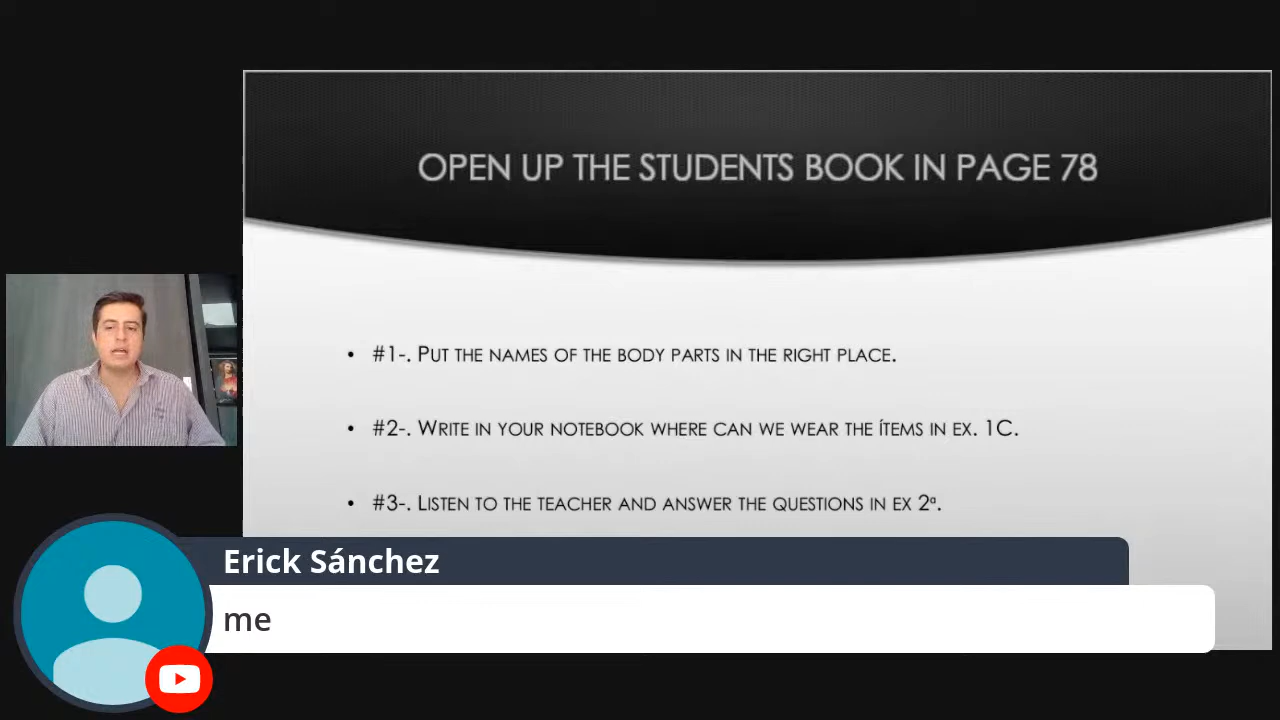 OPEN UP THE STUDENTS BOOK IN PAGE 78
• #1-. PUT THE NAMES OF THE BODY PARTS IN THE RIGHT PLACE.
• #2-. WRITE IN YOUR NOTEBOOK WHERE CAN WE WEAR THE ÍTEMS IN EX. 1C.
• #3-. LISTEN TO THE TEACHER AND ANSWER THE QUESTIONS IN EX 2ª.
Erick Sánchez
me